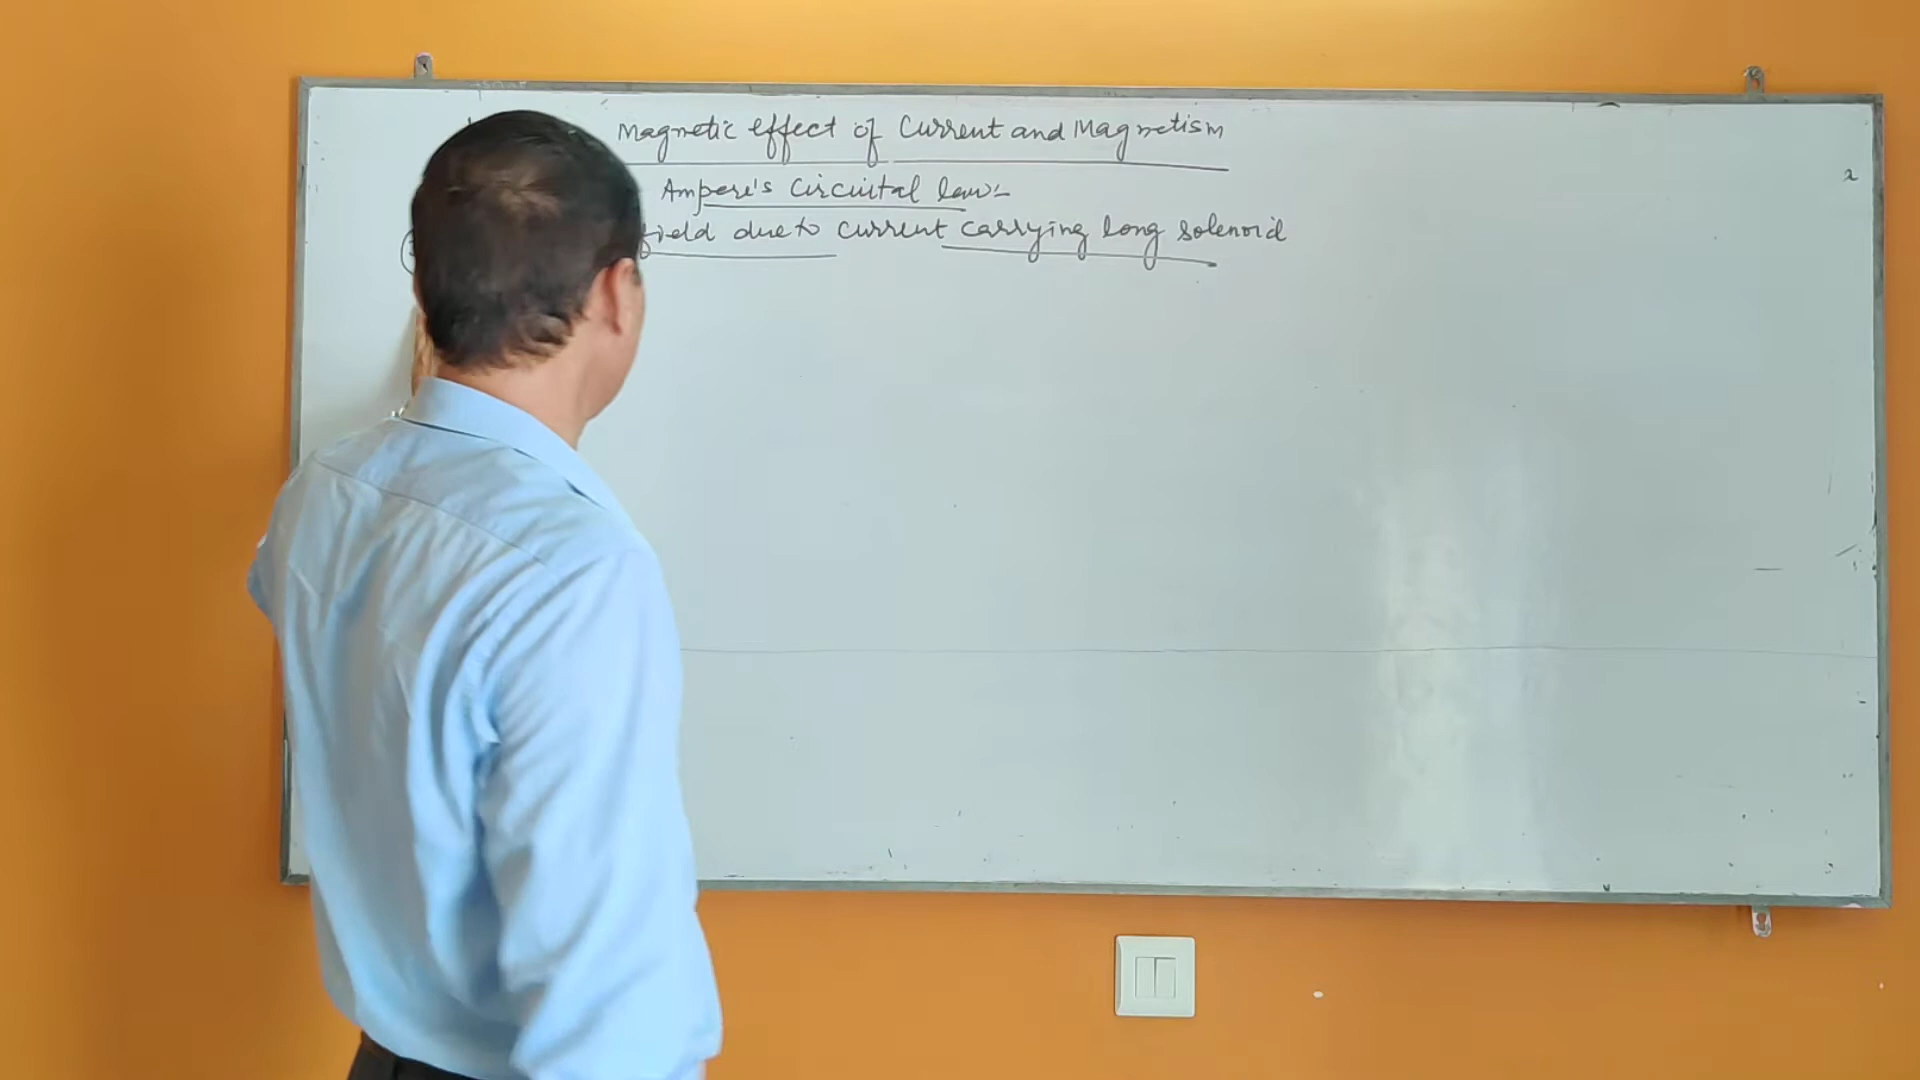 Magnetic effect of Current and Magnetism
Ampere's Circuital law:-
field due to current carrying long solenoid